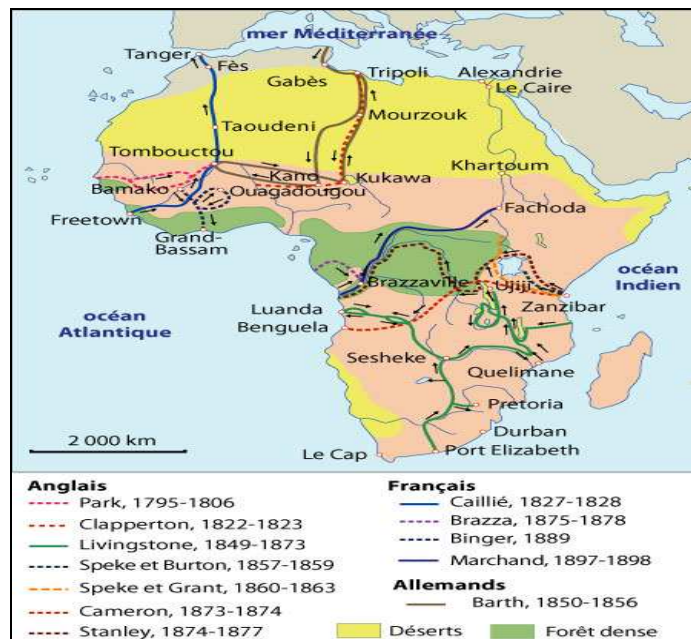 mer Méditerranée
Tanger
Fès
Gabès
Tripoli
Alexandrie
Le Caire
Mourzouk
Taoudeni
Tombouctou
Khartoum
Kano
Kukawa
Bamako
Ouagadougou
Freetown
Fachoda
Grand-
Bassam
océan
Indien
Brazzaville
Ujiji
Zanzibar
océan
Atlantique
Luanda
Benguela
Sesheke
Quelimane
Pretoria
2 000 km
Durban
Le Cap
Port Elizabeth
Anglais
Park, 1795-1806
Clapperton, 1822-1823
Livingstone, 1849-1873
Speke et Burton, 1857-1859
Speke et Grant, 1860-1863
Cameron, 1873-1874
Stanley, 1874-1877
Français
Caillié, 1827-1828
Brazza, 1875-1878
Binger, 1889
Marchand, 1897-1898
Allemands
Barth, 1850-1856
Déserts
Forêt dense